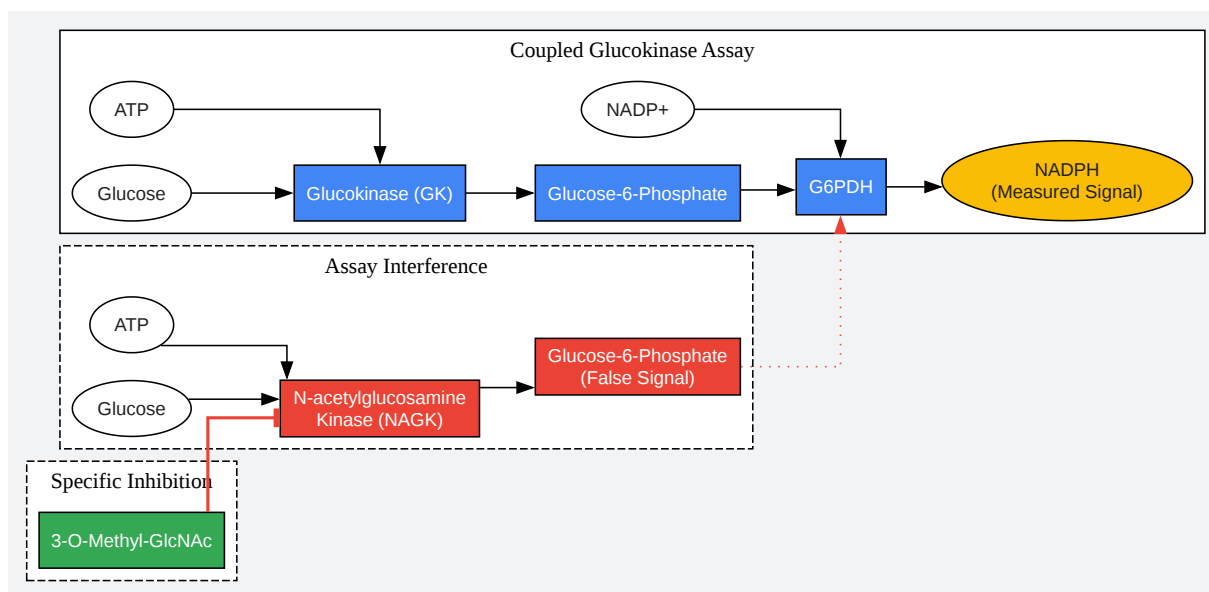 Coupled Glucokinase Assay
ATP
NADP+
Glucose
Glucokinase (GK)
Glucose-6-Phosphate
G6PDH
NADPH
(Measured Signal)
Assay Interference
ATP
Glucose
N-acetylglucosamine
Kinase (NAGK)
Glucose-6-Phosphate
(False Signal)
Specific Inhibition
3-O-Methyl-GlcNAc